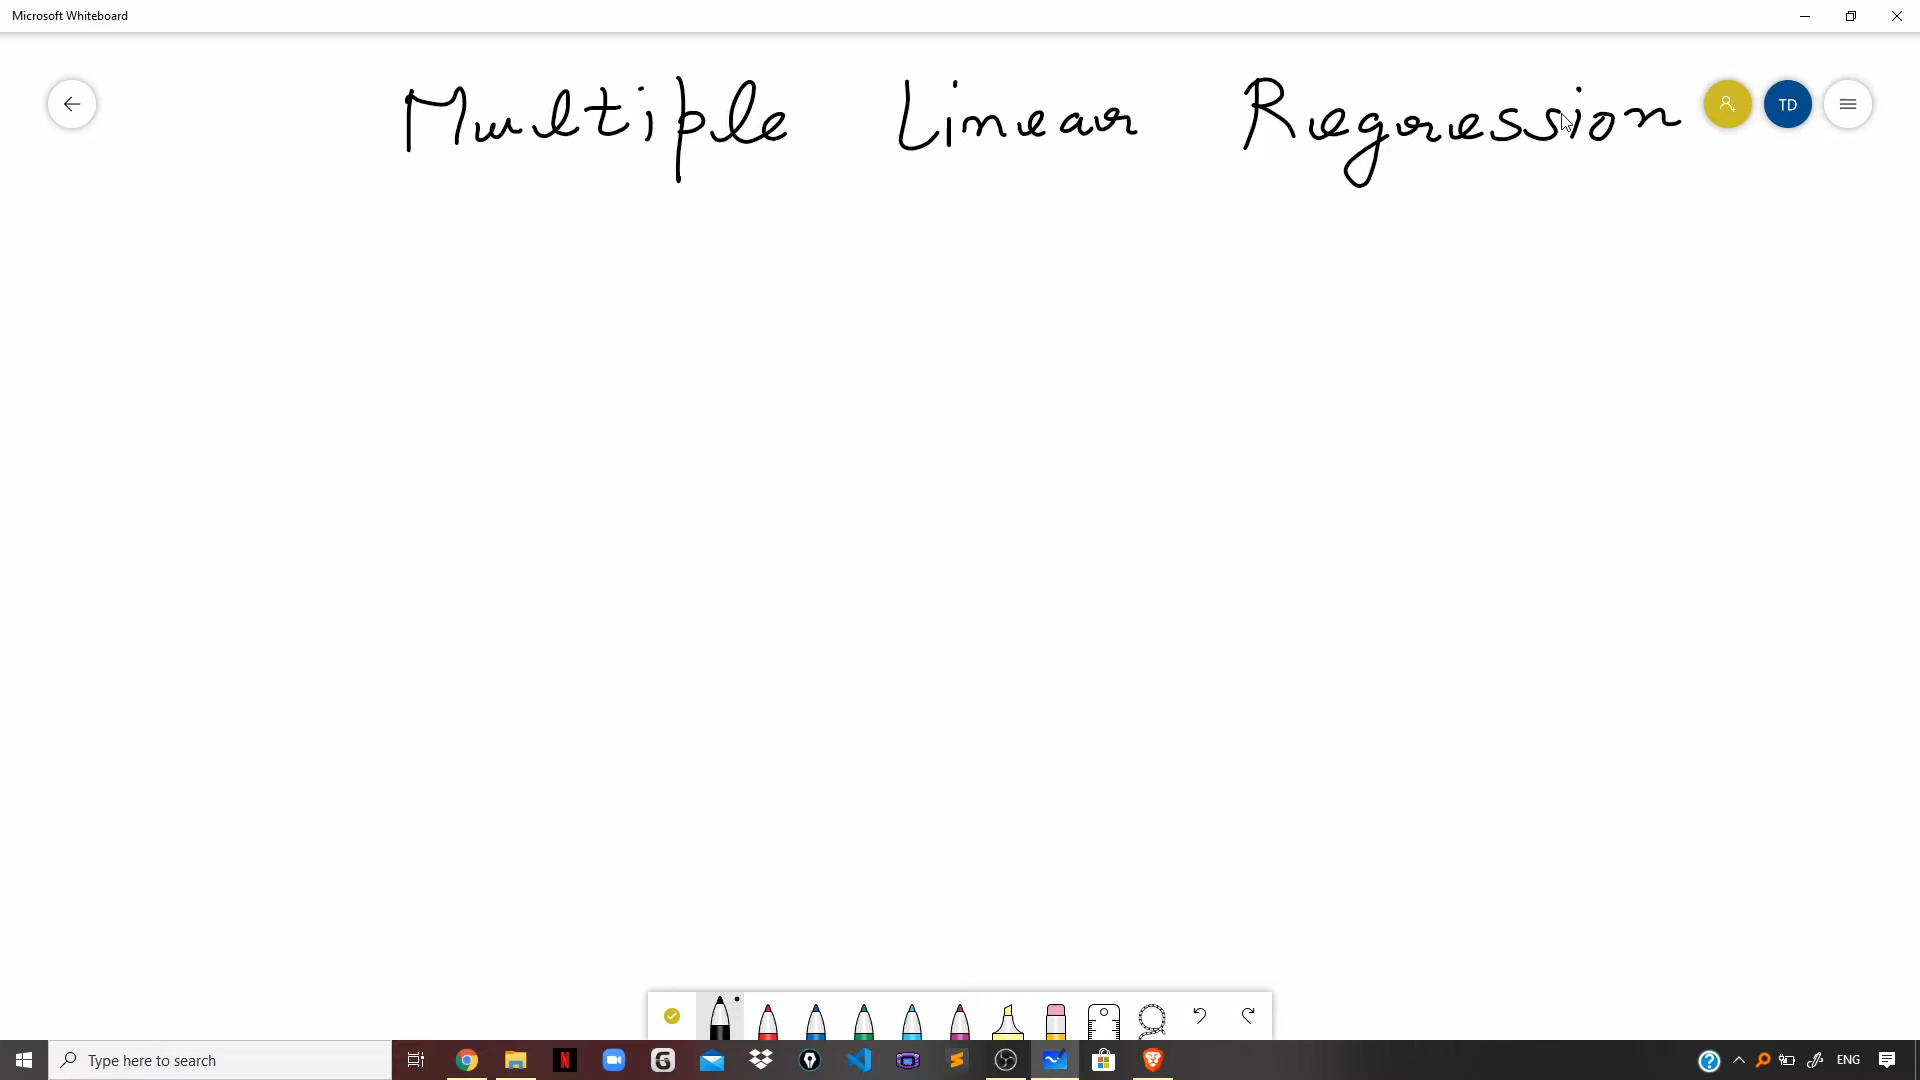 Microsoft Whiteboard
Multiple Linear Regression
TD
Type here to search
ENG